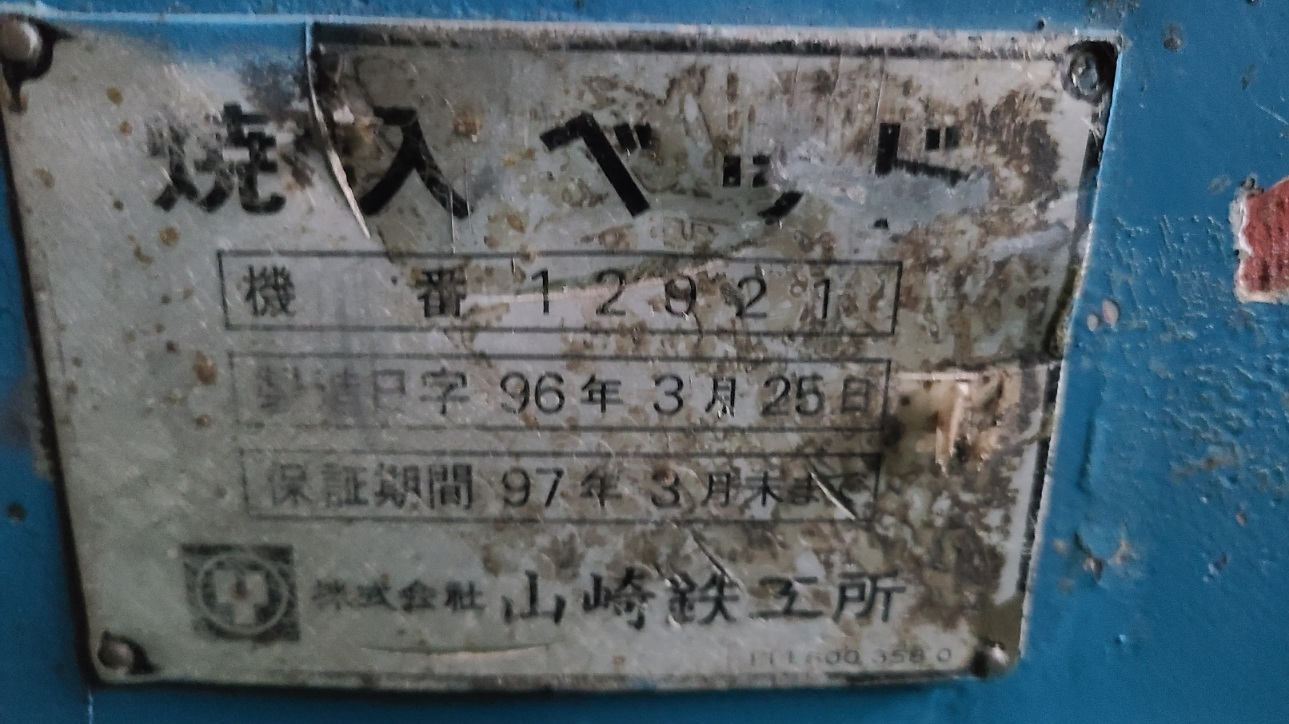 焼入ベッド
機 番 12921
製造日字 96年 3月 25日
保証期間 97年 3月末まで
株式会社 山崎鉄工所